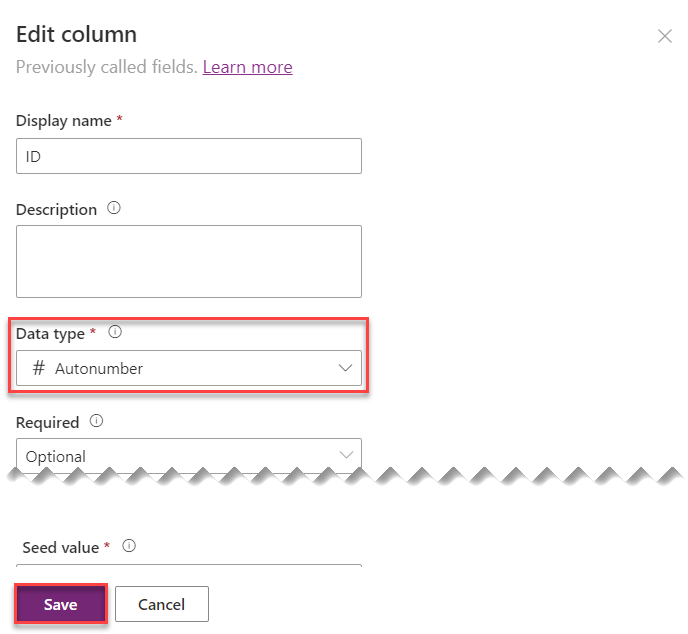 Edit column
Previously called fields. Learn more
Display name *
ID
Description
Data type *
# Autonumber
Required
Optional
Seed value *
Save Cancel